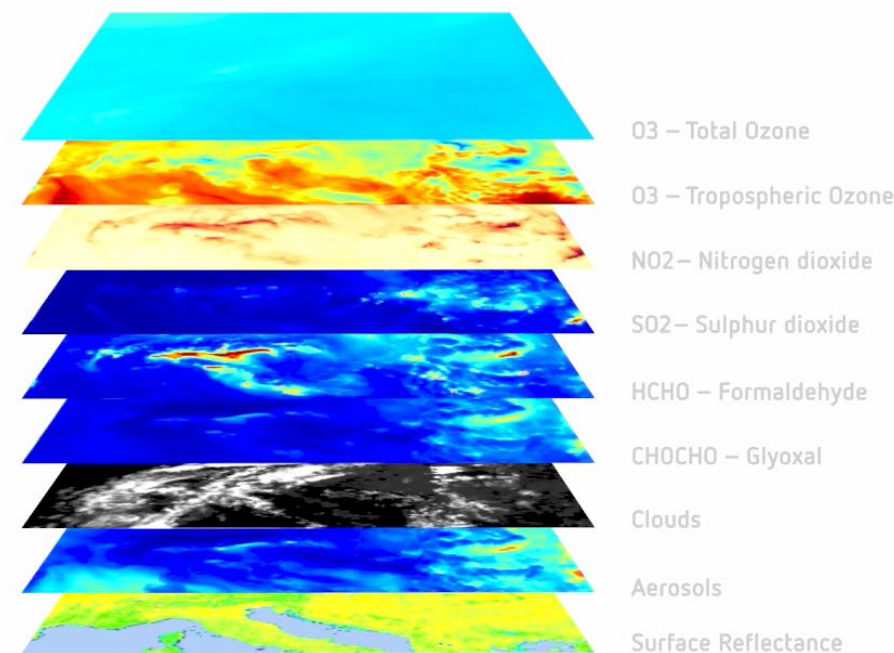 O3 – Total Ozone
O3 – Tropospheric Ozone
NO2– Nitrogen dioxide
SO2– Sulphur dioxide
HCHO – Formaldehyde
CHOCHO – Glyoxal
Clouds
Aerosols
Surface Reflectance